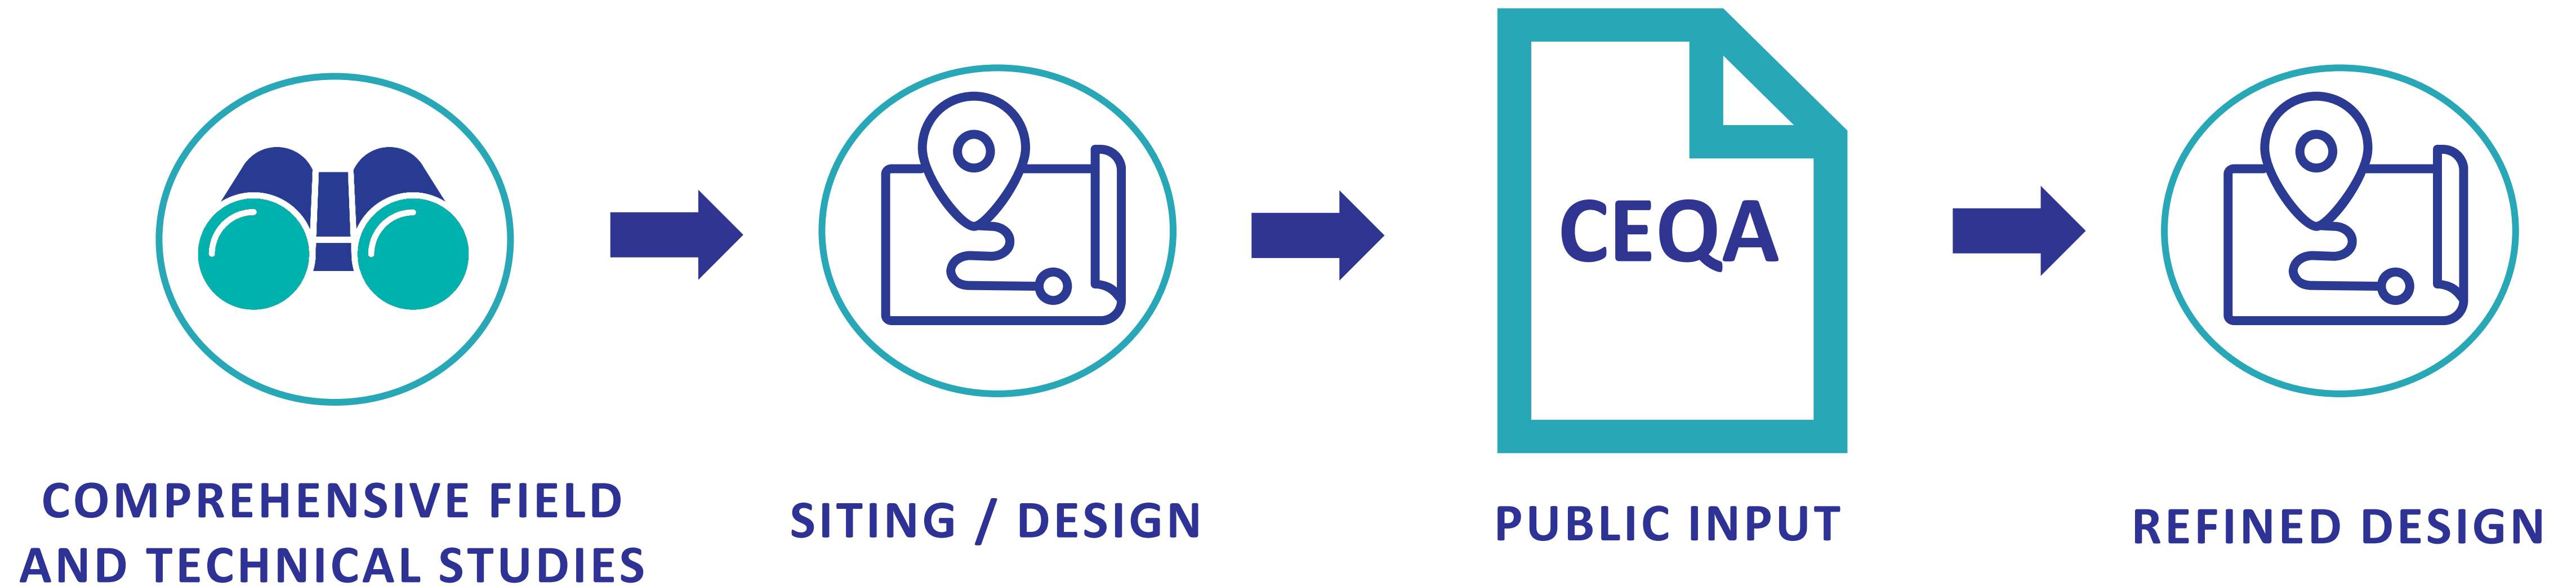 CEQA
COMPREHENSIVE FIELD
AND TECHNICAL STUDIES
SITING / DESIGN
PUBLIC INPUT
REFINED DESIGN